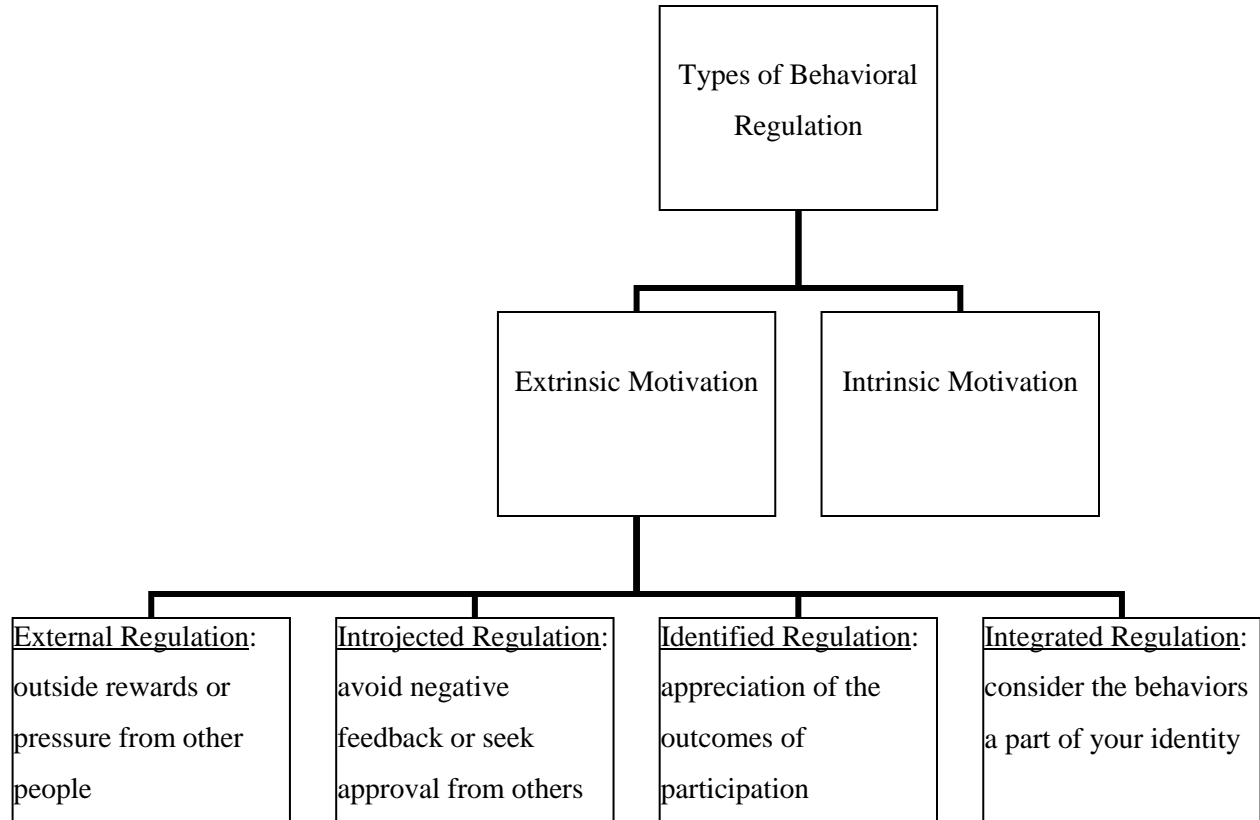 Types of Behavioral
Regulation
Extrinsic Motivation
Intrinsic Motivation
External Regulation:
outside rewards or
pressure from other
people
Introjected Regulation:
avoid negative
feedback or seek
approval from others
Identified Regulation:
appreciation of the
outcomes of
participation
Integrated Regulation:
consider the behaviors
a part of your identity